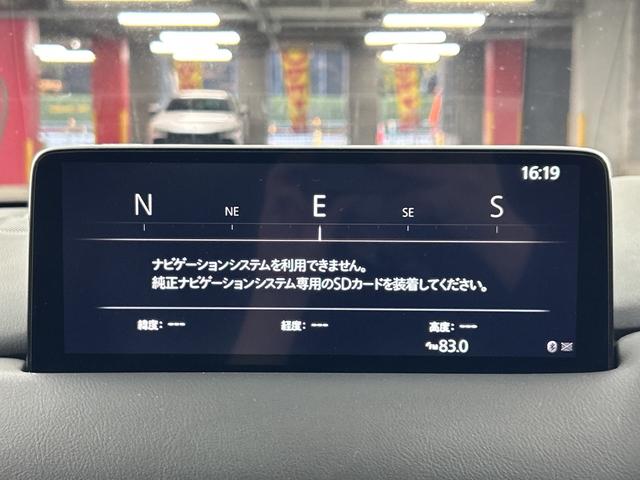 16:19
N NE E SE S
ナビゲーションシステムを利用できません。
純正ナビゲーションシステム専用のSDカードを装着してください。
緯度: --- 経度: --- 高度: ---
FM 83.0